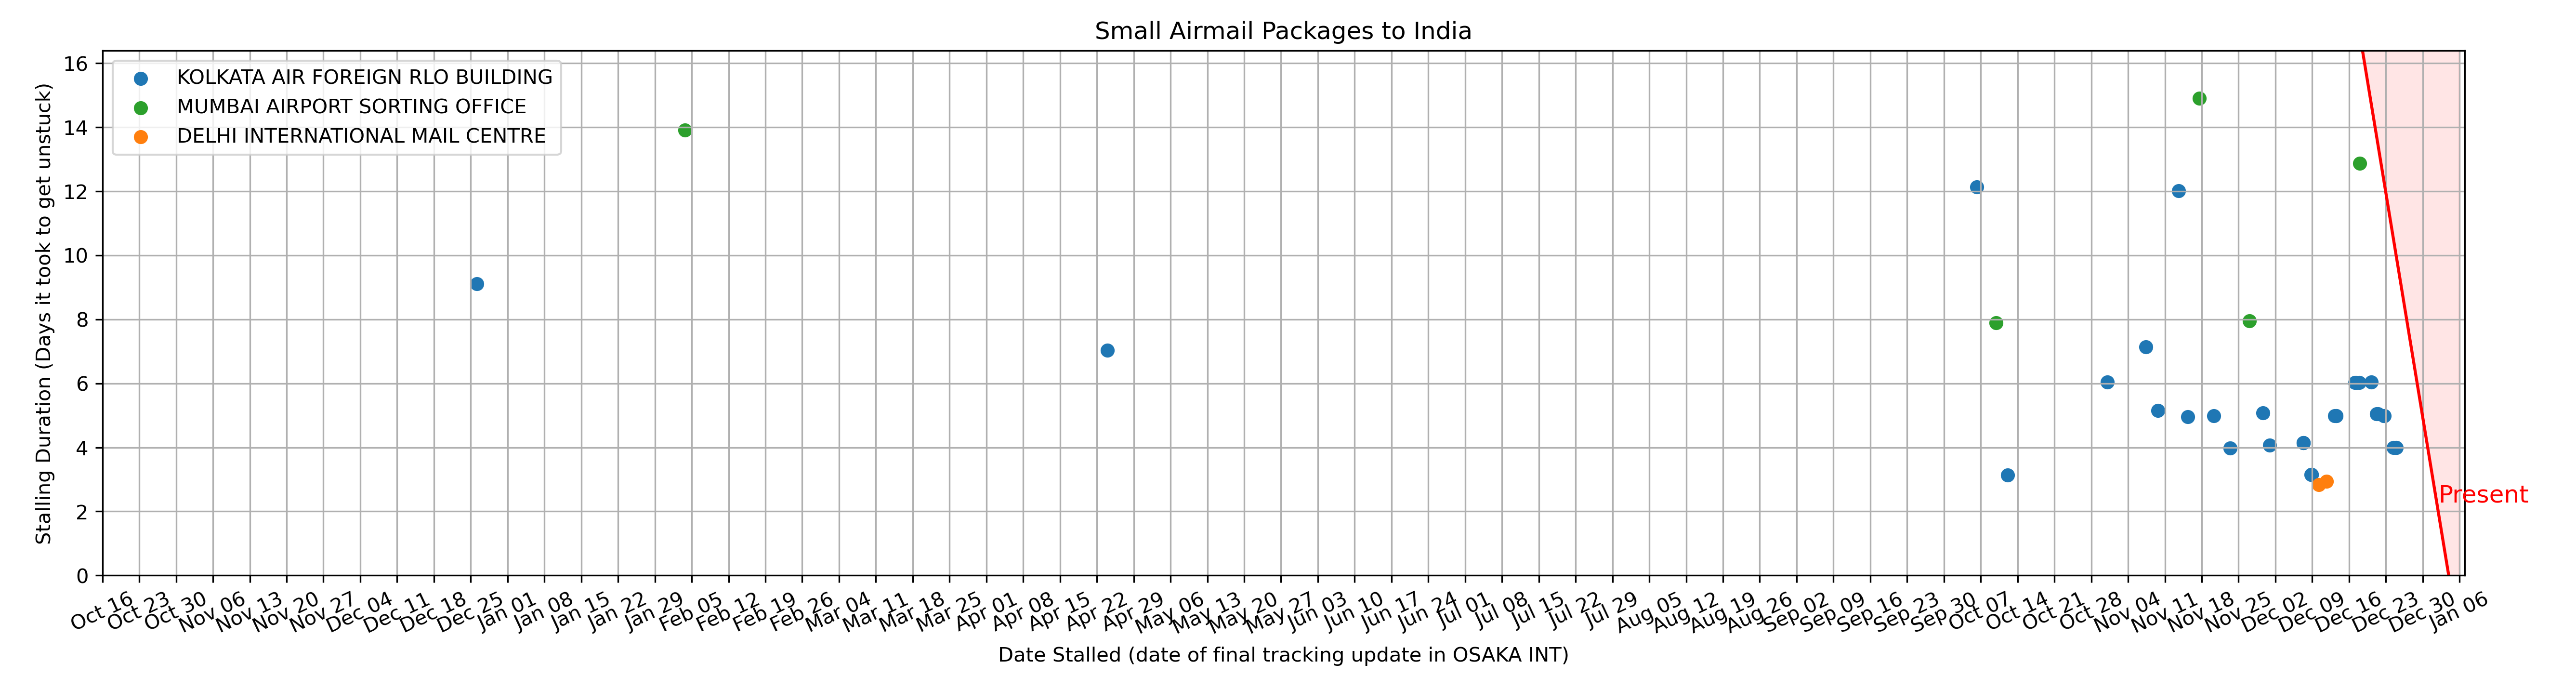 Small Airmail Packages to India
KOLKATA AIR FOREIGN RLO BUILDING
MUMBAI AIRPORT SORTING OFFICE
DELHI INTERNATIONAL MAIL CENTRE
Stalling Duration (Days it took to get unstuck)
16
14
12
10
8
6
4
2
0
Present
Oct 16
Oct 23
Oct 30
Nov 06
Nov 13
Nov 20
Nov 27
Dec 04
Dec 11
Dec 18
Dec 25
Jan 01
Jan 08
Jan 15
Jan 22
Jan 29
Feb 05
Feb 12
Feb 19
Feb 26
Mar 04
Mar 11
Mar 18
Mar 25
Apr 01
Apr 08
Apr 15
Apr 22
Apr 29
May 06
May 13
May 20
May 27
Jun 03
Jun 10
Jun 17
Jun 24
Jul 01
Jul 08
Jul 15
Jul 22
Jul 29
Aug 05
Aug 12
Aug 19
Aug 26
Sep 02
Sep 09
Sep 16
Sep 23
Sep 30
Oct 07
Oct 14
Oct 21
Oct 28
Nov 04
Nov 11
Nov 18
Nov 25
Dec 02
Dec 09
Dec 16
Dec 23
Dec 30
Jan 06
Date Stalled (date of final tracking update in OSAKA INT)